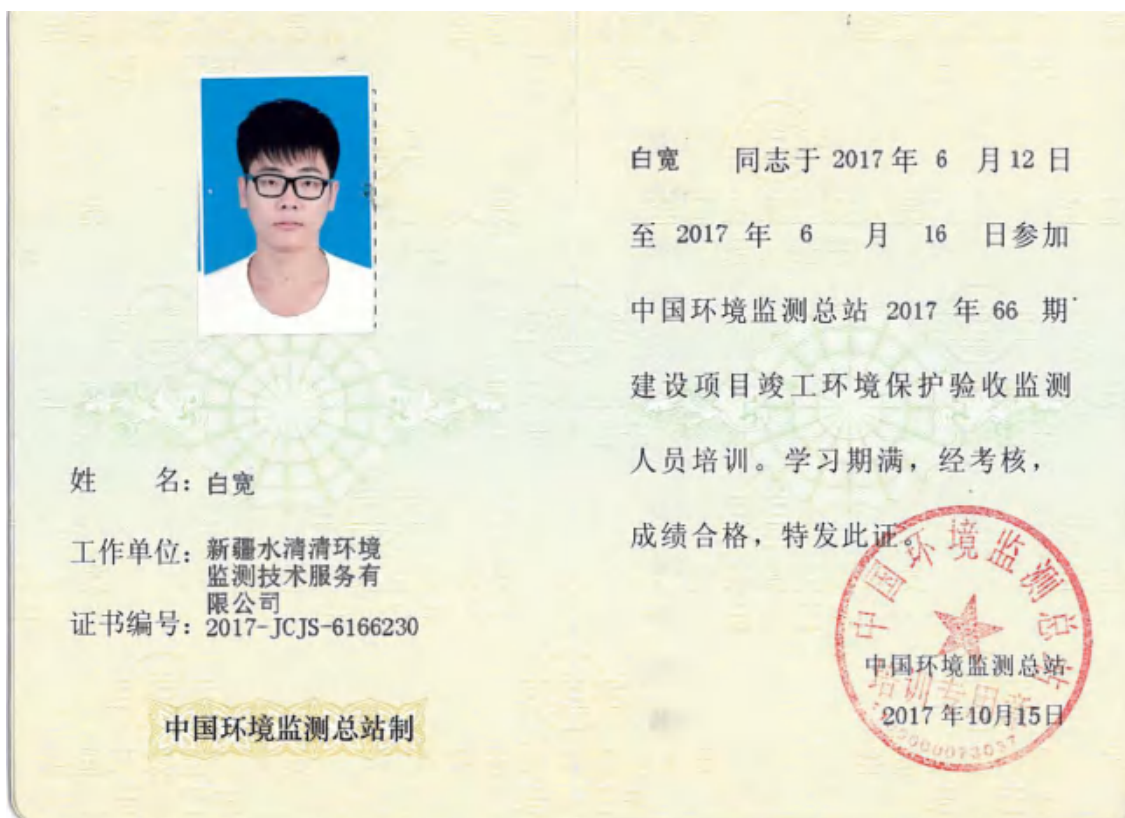 姓 名：白宽
工作单位：新疆水清清环境
监测技术服务有
限公司
证书编号：2017-JCJS-6166230
中国环境监测总站制
白宽 同志于 2017 年 6 月 12 日
至 2017 年 6 月 16 日参加
中国环境监测总站 2017 年 66 期
建设项目竣工环境保护验收监测
人员培训。学习期满，经考核，
成绩合格，特发此证。
中国环境监测总站
中国环境监测总站
培训专用章
2017 年10月15日